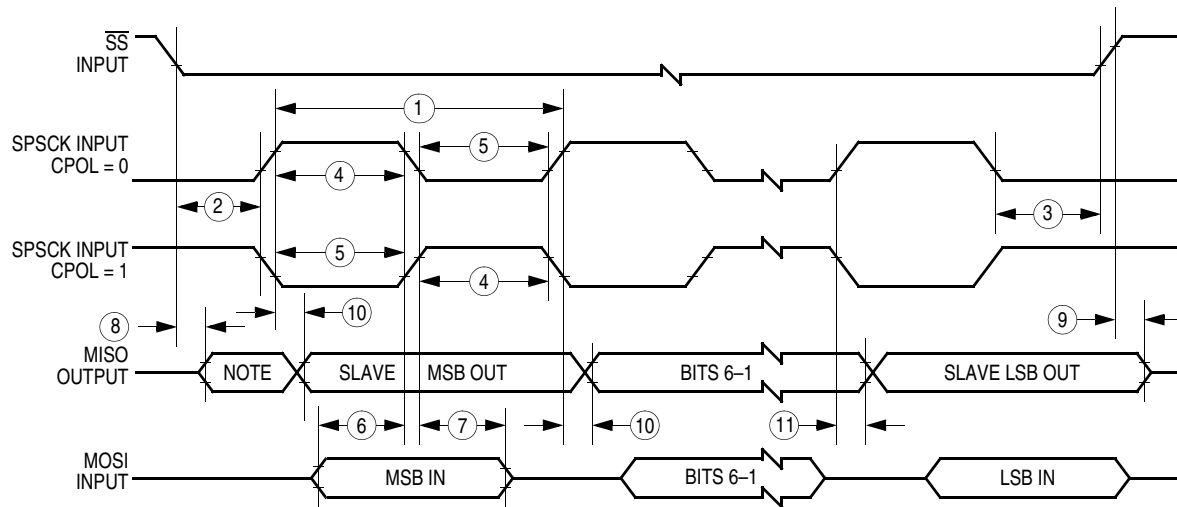 SS
INPUT
1
SPSCK INPUT
CPOL = 0
5
4
2
3
SPSCK INPUT
CPOL = 1
5
4
8
10
9
MISO
OUTPUT
NOTE
SLAVE MSB OUT
BITS 6–1
SLAVE LSB OUT
6
7
10
11
MOSI
INPUT
MSB IN
BITS 6–1
LSB IN